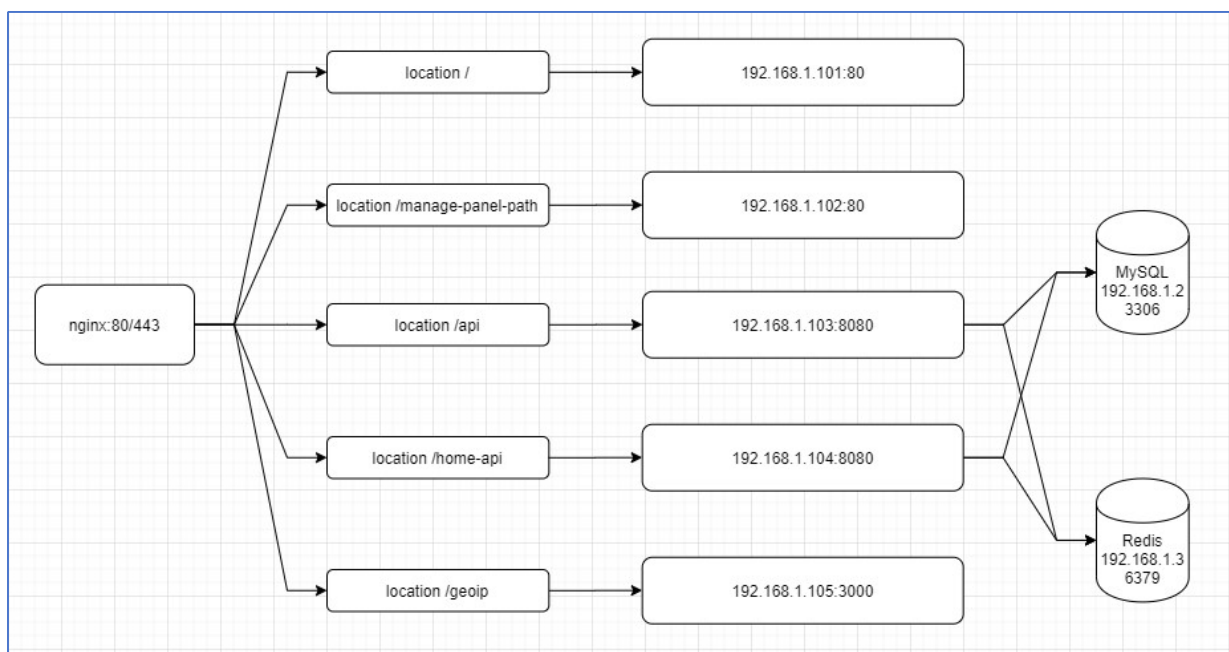 location /
192.168.1.101:80
location /manage-panel-path
192.168.1.102:80
MySQL
192.168.1.2
3306
nginx:80/443
location /api
192.168.1.103:8080
location /home-api
192.168.1.104:8080
Redis
192.168.1.3
6379
location /geoip
192.168.1.105:3000